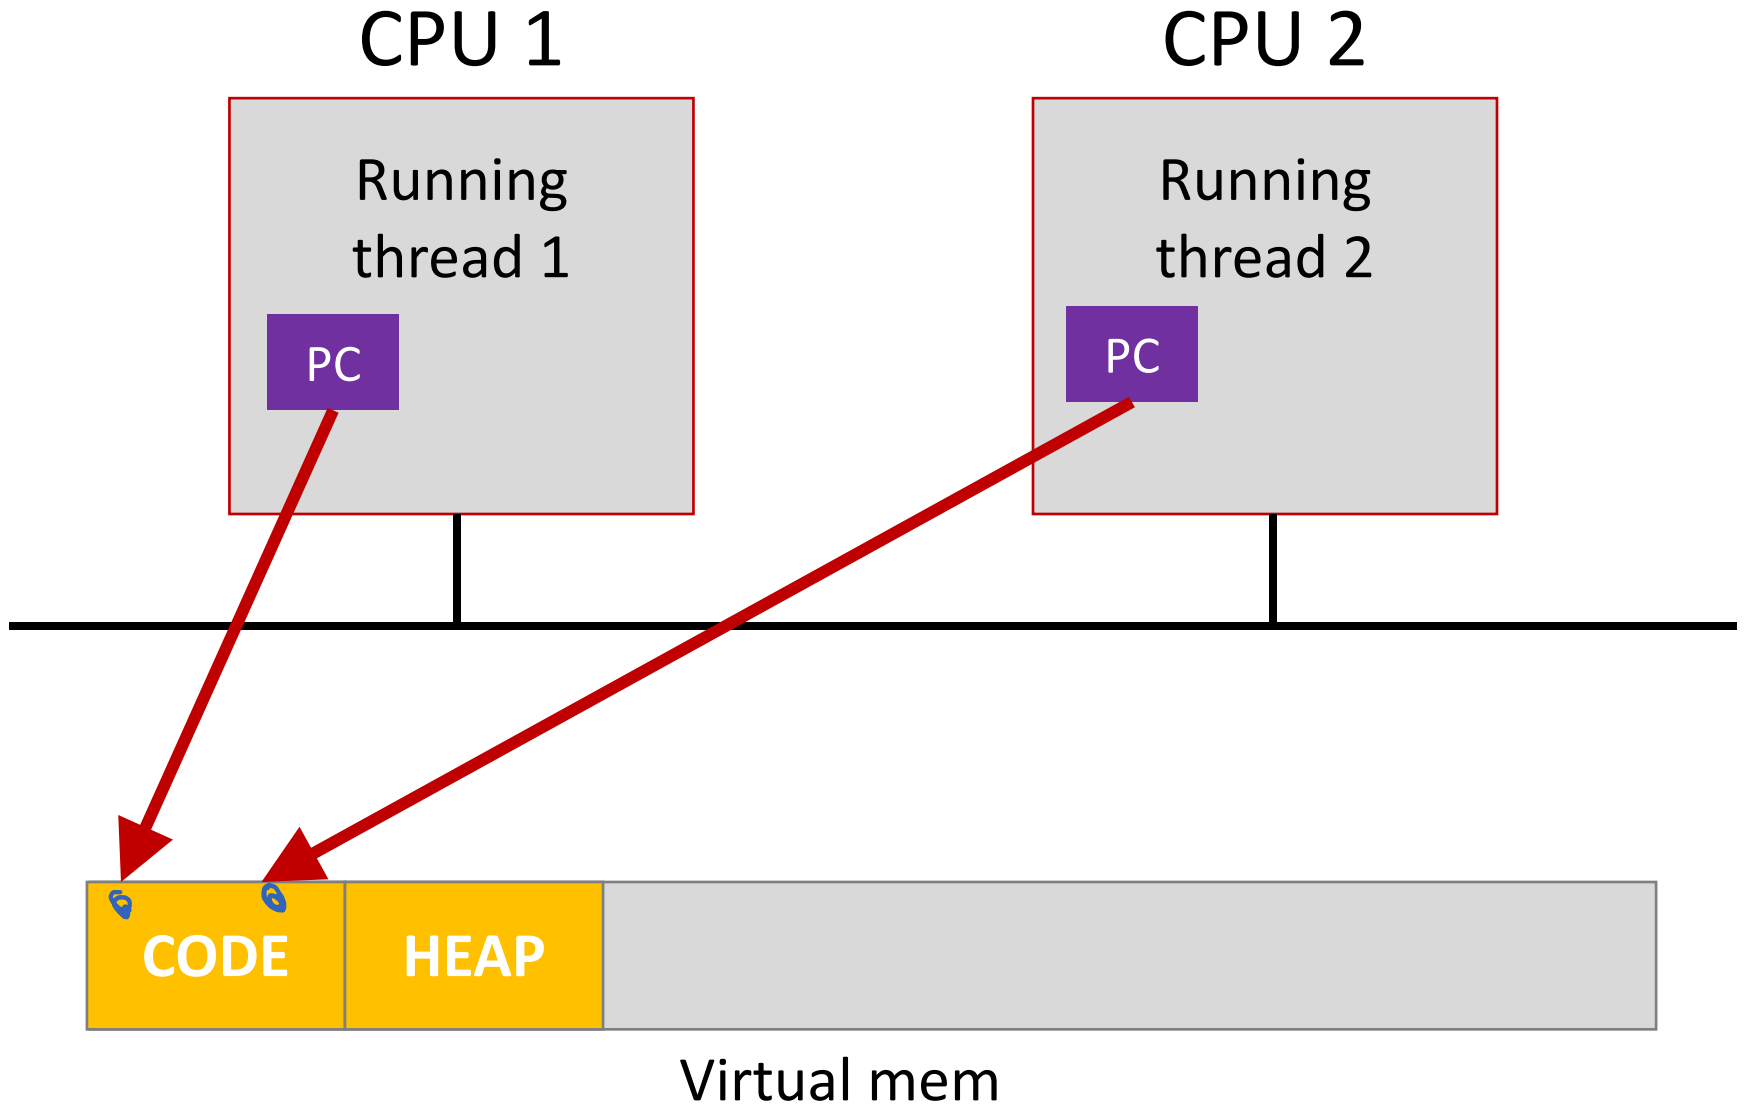 CPU 1
CPU 2
Running
thread 1
Running
thread 2
PC
PC
CODE
HEAP
Virtual mem